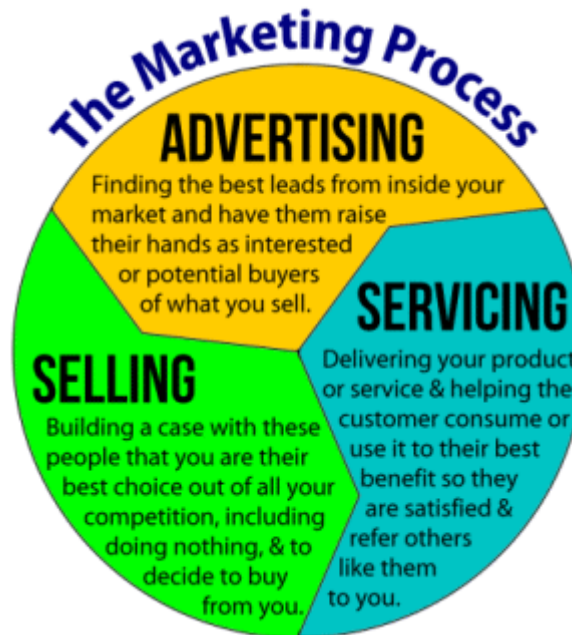 The Marketing Process
ADVERTISING
Finding the best leads from inside your
market and have them raise
their hands as interested
or potential buyers
of what you sell.
SERVICING
Delivering your product
or service & helping the
customer consume or
use it to their best
benefit so they
are satisfied &
refer others
like them
to you.
SELLING
Building a case with these
people that you are their
best choice out of all your
competition, including
doing nothing, & to
decide to buy
from you.